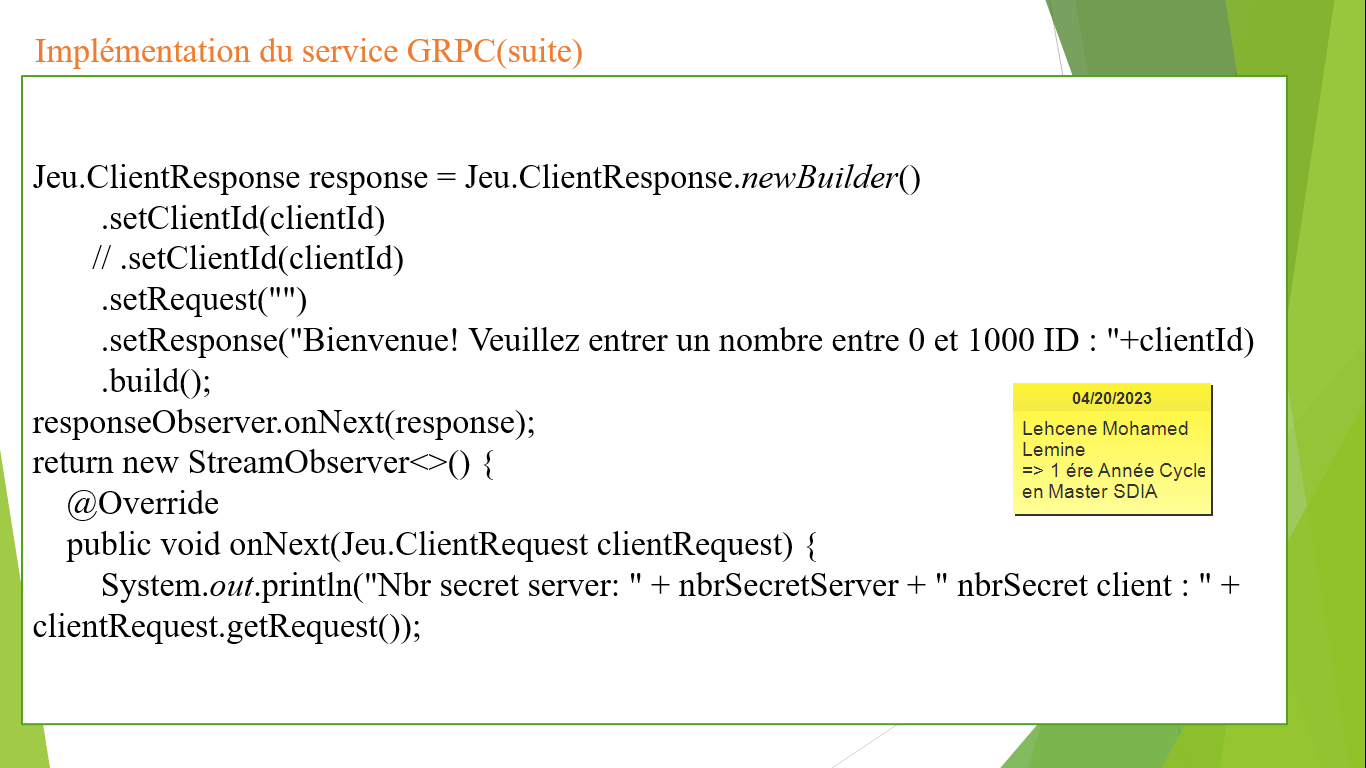 Implémentation du service GRPC(suite)
Jeu.ClientResponse response = Jeu.ClientResponse.newBuilder()
.setClientId(clientId)
// .setClientId(clientId)
.setRequest("")
.setResponse("Bienvenue! Veuillez entrer un nombre entre 0 et 1000 ID : "+clientId)
.build();
responseObserver.onNext(response);
return new StreamObserver<>() {
@Override
public void onNext(Jeu.ClientRequest clientRequest) {
System.out.println("Nbr secret server: " + nbrSecretServer + " nbrSecret client : " +
clientRequest.getRequest());
04/20/2023
Lehcene Mohamed
Lemine
=> 1 ére Année Cycle
en Master SDIA